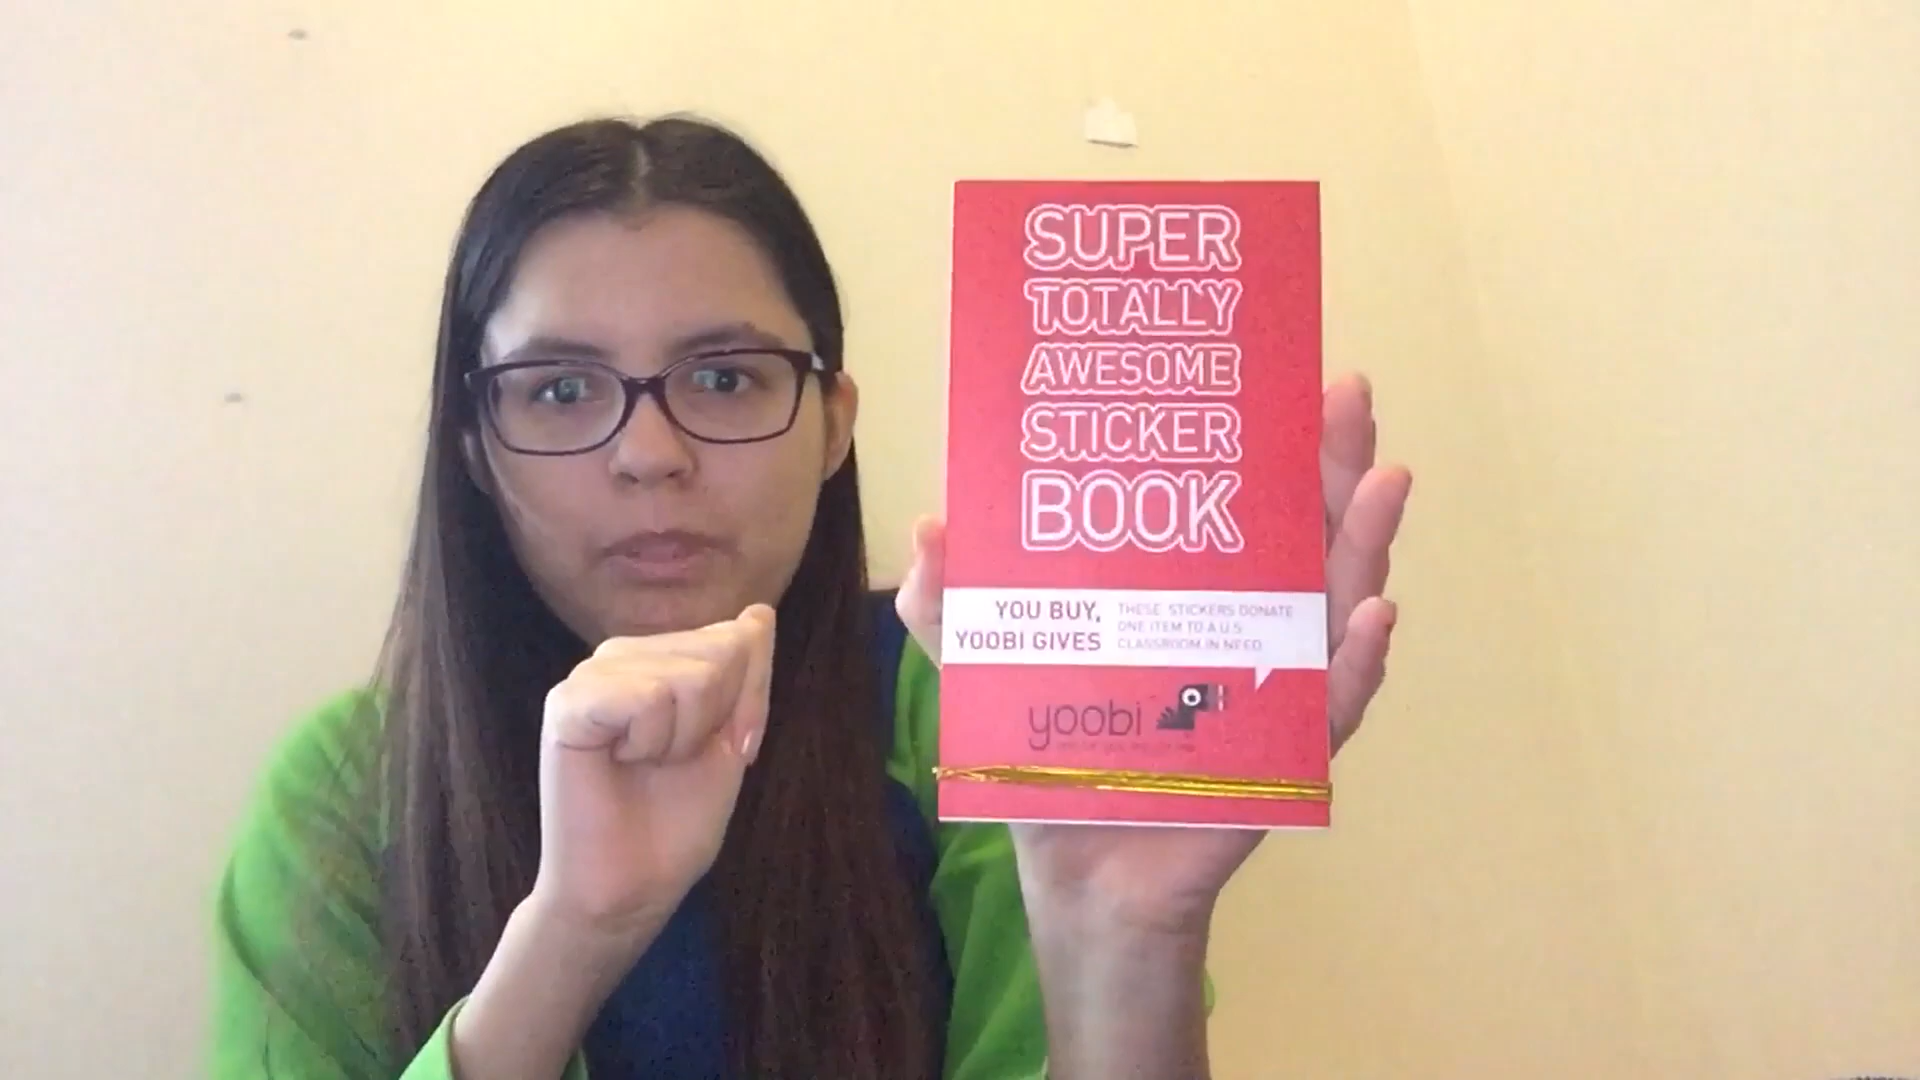 SUPER
TOTALLY
AWESOME
STICKER
BOOK
YOU BUY,
YOOBI GIVES
THESE STICKERS DONATE
ONE ITEM TO A U.S.
CLASSROOM IN NEED
yoobi